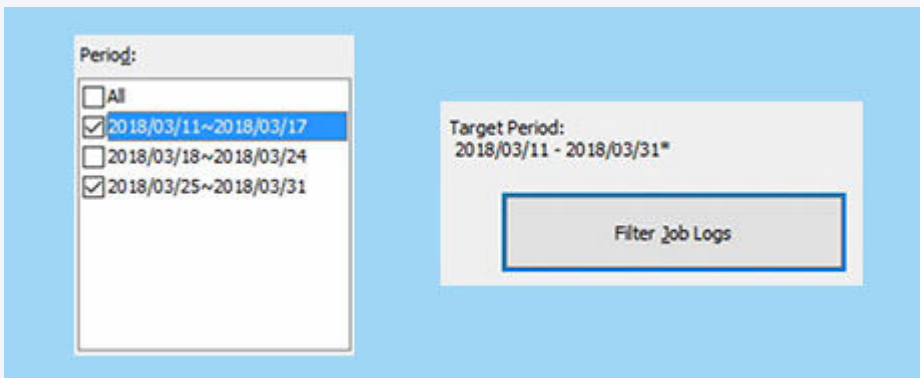 Period:
All
2018/03/11~2018/03/17
2018/03/18~2018/03/24
2018/03/25~2018/03/31
Target Period:
2018/03/11 - 2018/03/31*
Filter Job Logs